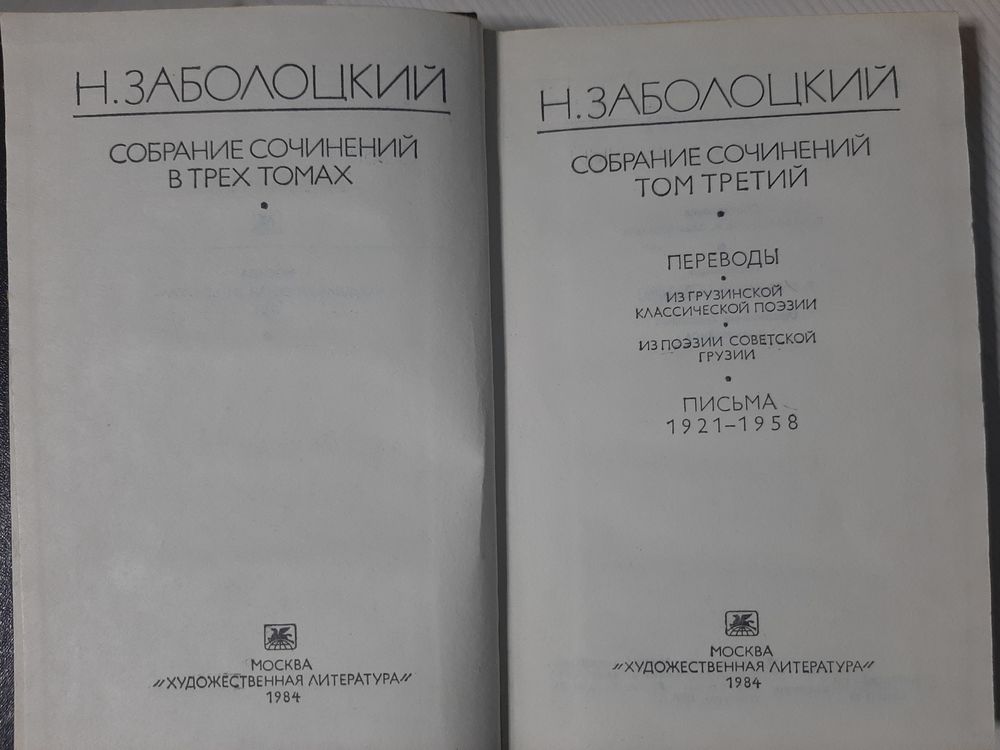 Н. ЗАБОЛОЦКИЙ
СОБРАНИЕ СОЧИНЕНИЙ
В ТРЕХ ТОМАХ
МОСКВА
"ХУДОЖЕСТВЕННАЯ ЛИТЕРАТУРА"
1984
Н. ЗАБОЛОЦКИЙ
СОБРАНИЕ СОЧИНЕНИЙ
ТОМ ТРЕТИЙ
ПЕРЕВОДЫ
ИЗ ГРУЗИНСКОЙ
КЛАССИЧЕСКОЙ ПОЭЗИИ
ИЗ ПОЭЗИИ СОВЕТСКОЙ
ГРУЗИИ
ПИСЬМА
1921–1958
МОСКВА
"ХУДОЖЕСТВЕННАЯ ЛИТЕРАТУРА"
1984